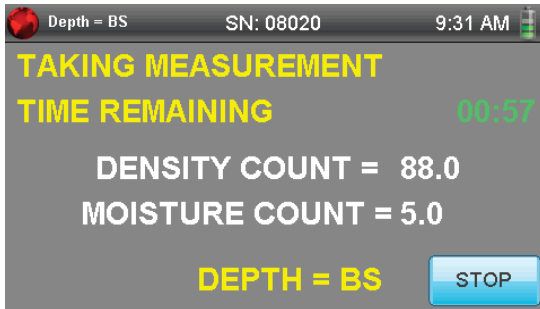 Depth = BS SN: 08020 9:31 AM
TAKING MEASUREMENT
TIME REMAINING 00:57
DENSITY COUNT = 88.0
MOISTURE COUNT = 5.0
DEPTH = BS STOP